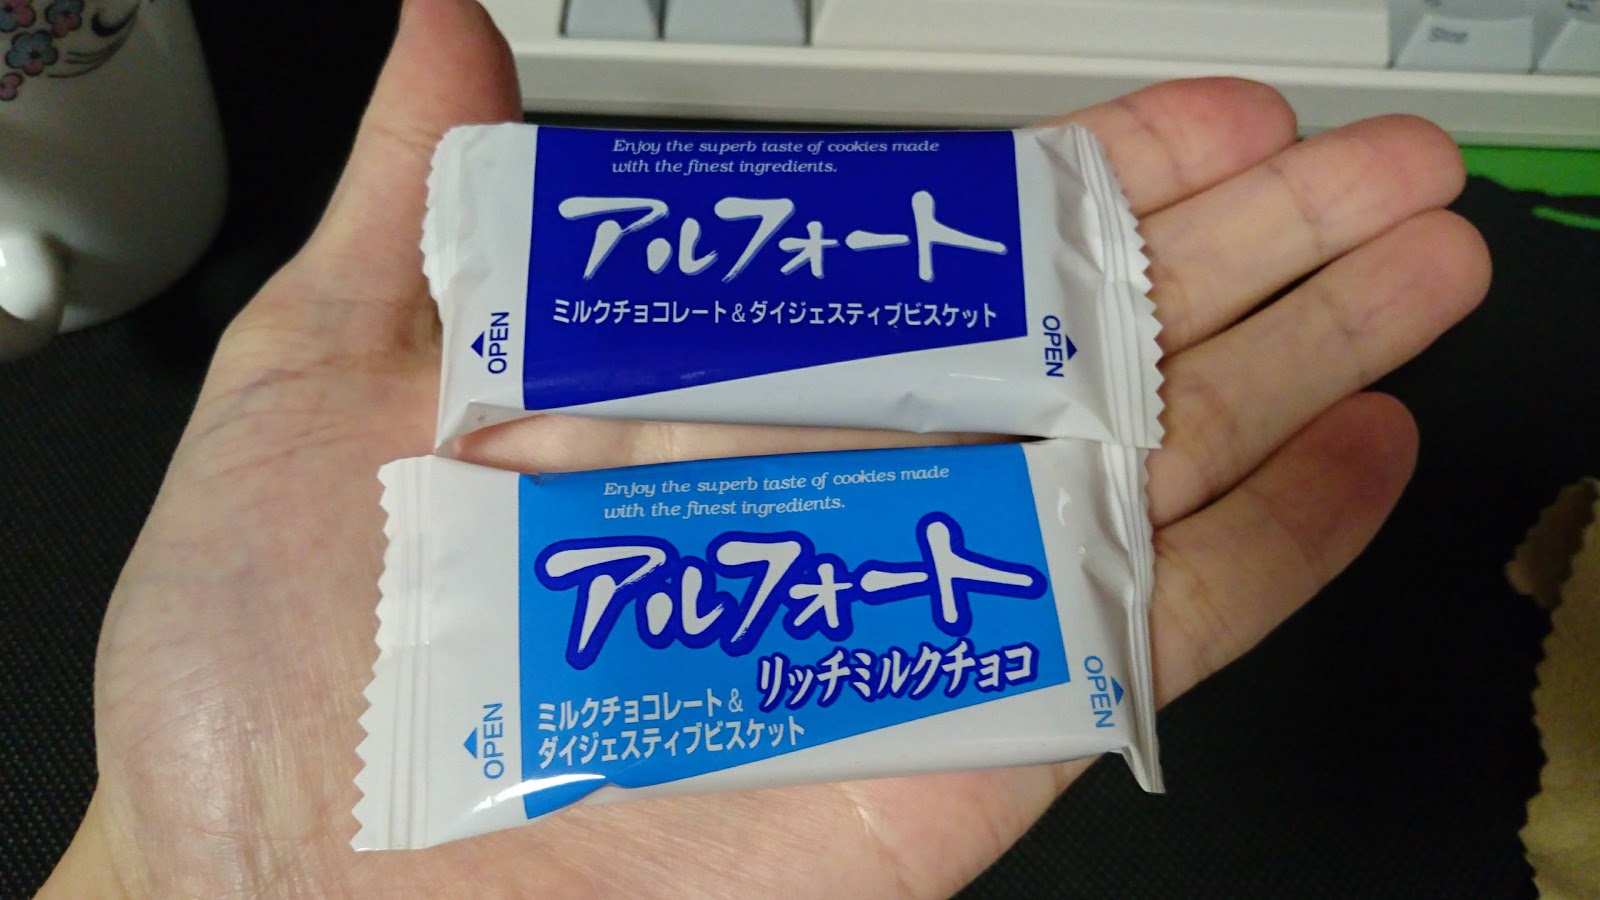 Enjoy the superb taste of cookies made
with the finest ingredients.
アルフォート
ミルクチョコレート&ダイジェスティブビスケット
OPEN
OPEN
Enjoy the superb taste of cookies made
with the finest ingredients.
アルフォート
リッチミルクチョコ
ミルクチョコレート&
ダイジェスティブビスケット
OPEN
OPEN